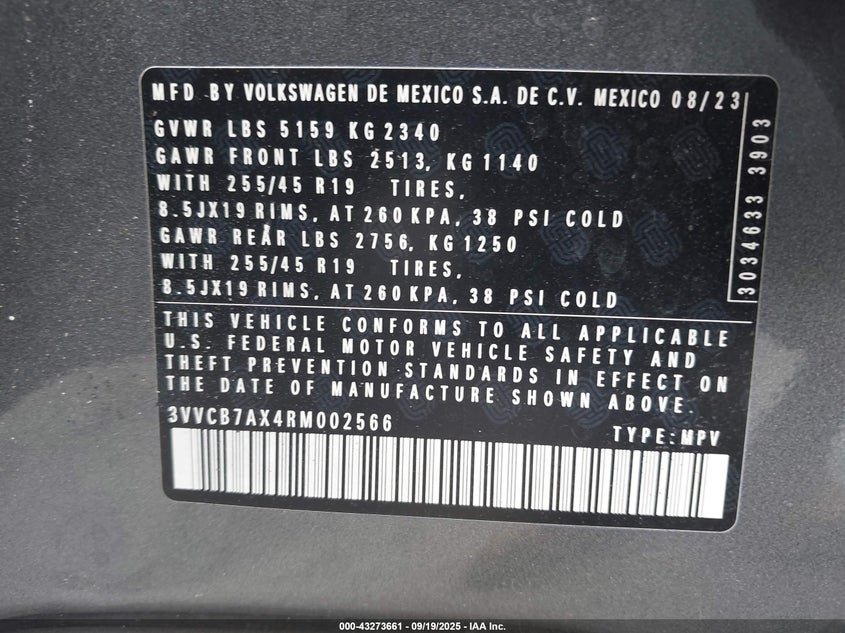 MFD BY VOLKSWAGEN DE MEXICO S.A. DE C.V. MEXICO 08/23
GVWR LBS 5159 KG 2340
GAWR FRONT LBS 2513, KG 1140
WITH 255/45 R19 TIRES,
8.5JX19 RIMS, AT 260 KPA, 38 PSI COLD
GAWR REAR LBS 2756, KG 1250
WITH 255/45 R19 TIRES,
8.5JX19 RIMS, AT 260 KPA, 38 PSI COLD
3034633 3903
THIS VEHICLE CONFORMS TO ALL APPLICABLE
U.S. FEDERAL MOTOR VEHICLE SAFETY AND
THEFT PREVENTION STANDARDS IN EFFECT ON
THE DATE OF MANUFACTURE SHOWN ABOVE.
3VVCB7AX4RM002566
TYPE: MPV
000-43273661 - 09/19/2025 - IAA Inc.